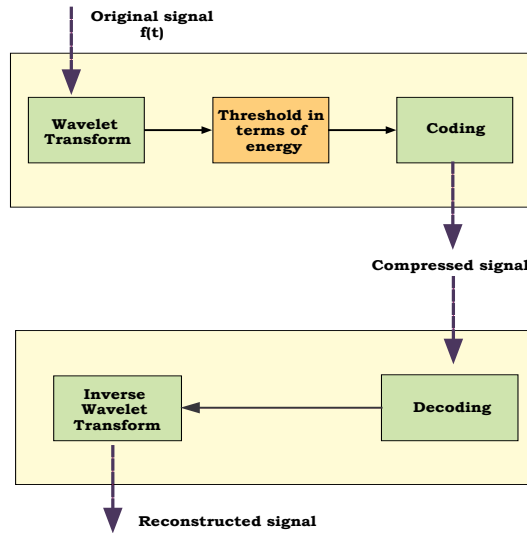 Original signal
f(t)
Wavelet
Transform
Threshold in
terms of
energy
Coding
Compressed signal
Inverse
Wavelet
Transform
Decoding
Reconstructed signal